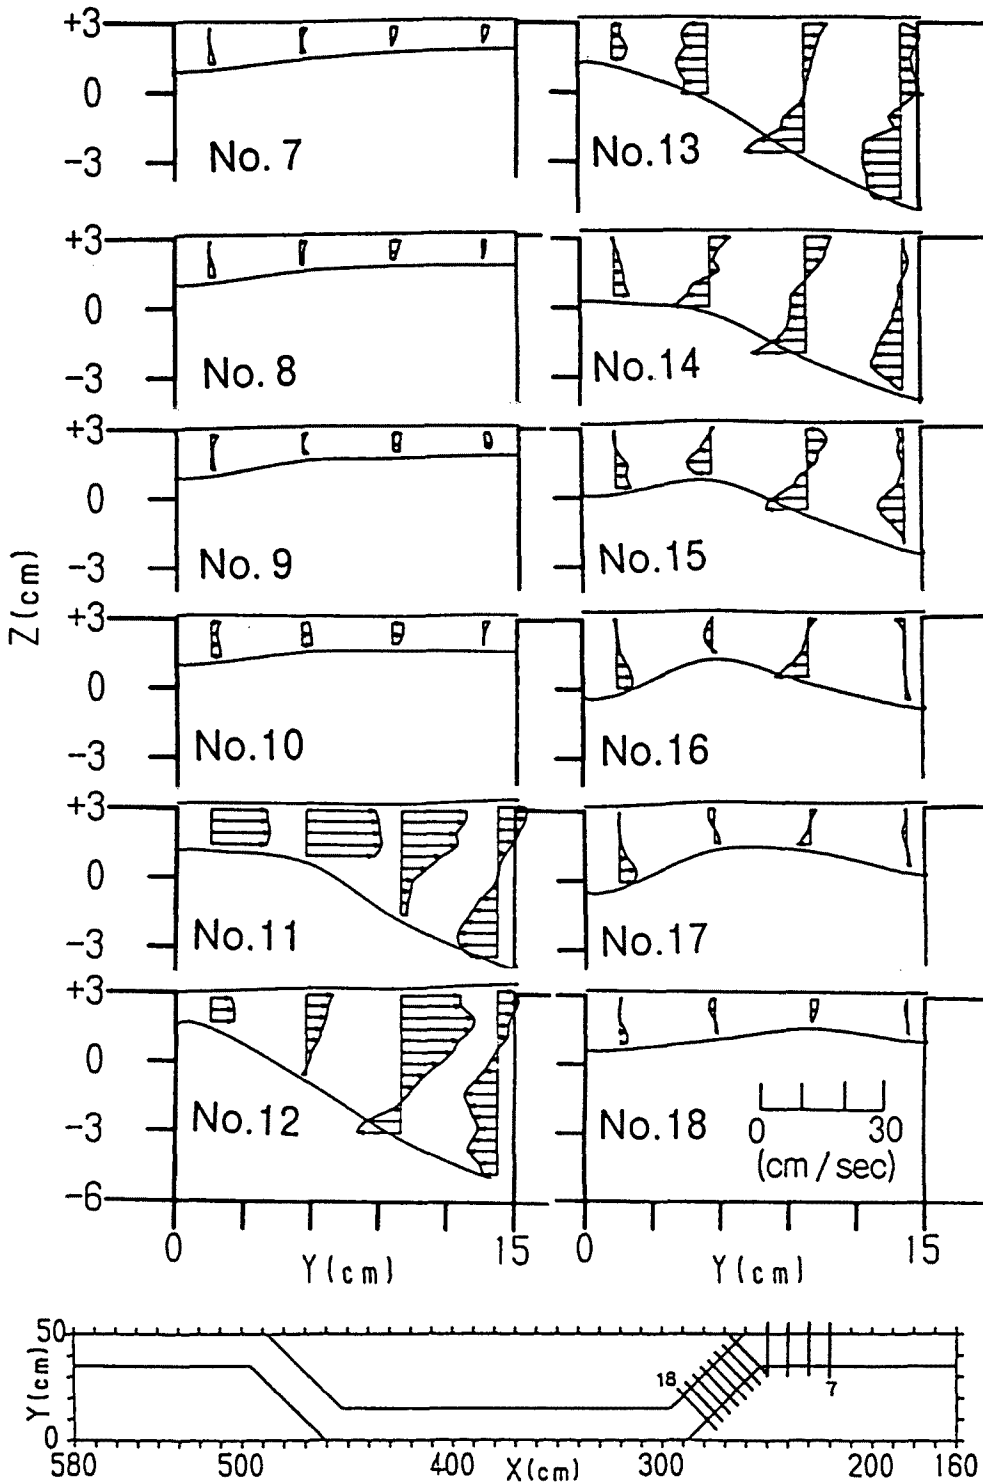 Z(cm)
+3
0
-3
No. 7
+3
0
-3
No. 8
+3
0
-3
No. 9
+3
0
-3
No.10
+3
0
-3
No.11
+3
0
-3
-6
No.12
0
Y(cm)
15
No.13
No.14
No.15
No.16
No.17
No.18
0 30
(cm/sec)
0
Y(cm)
15
50
Y(cm)
0
18
7
580 500 400 X(cm) 300 200 160